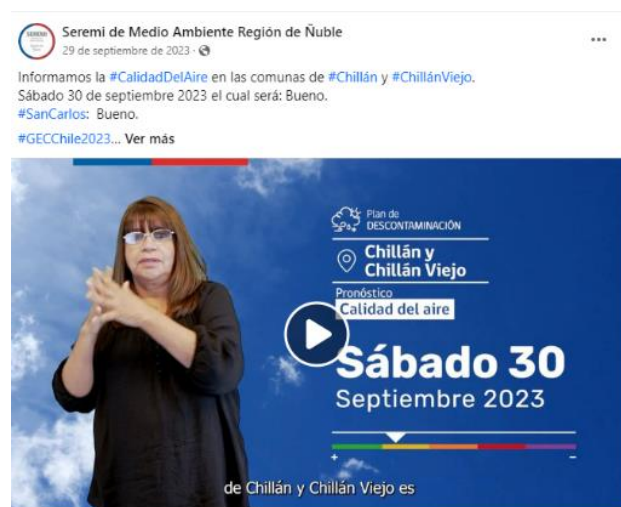 Seremi de Medio Ambiente Región de Ñuble
29 de septiembre de 2023 ·
Informamos la #CalidadDelAire en las comunas de #Chillán y #ChillánViejo.
Sábado 30 de septiembre 2023 el cual será: Bueno.
#SanCarlos: Bueno.
#GECChile2023... Ver más
Plan de
DESCONTAMINACIÓN
Chillán y
Chillán Viejo
Pronóstico
Calidad del aire
Sábado 30
Septiembre 2023
+ –
de Chillán y Chillán Viejo es